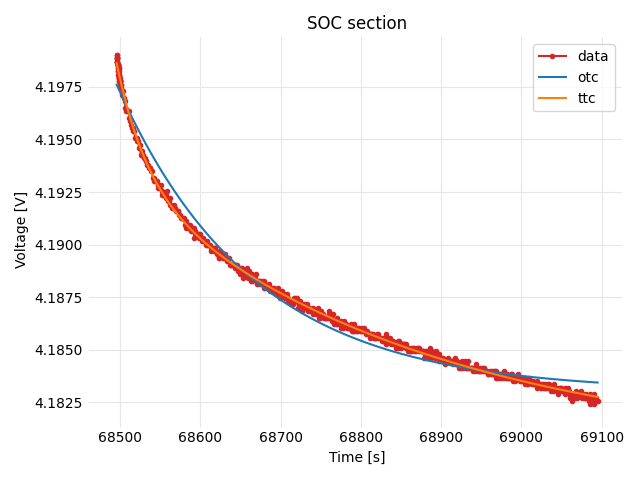 SOC section
data
otc
ttc
4.1975
4.1950
4.1925
4.1900
4.1875
4.1850
4.1825
Voltage [V]
68500 68600 68700 68800 68900 69000 69100
Time [s]